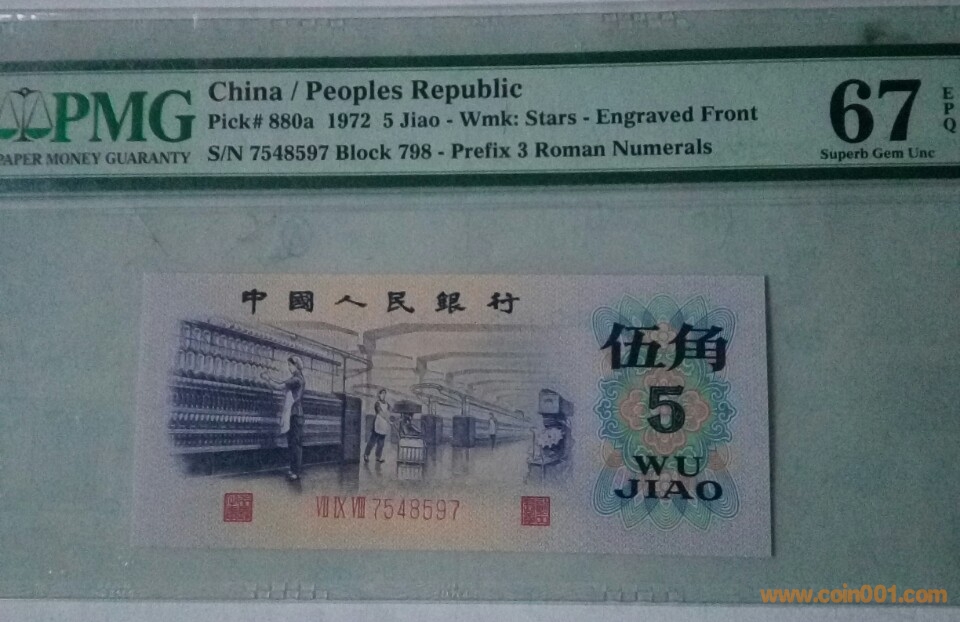 PMG
PAPER MONEY GUARANTY
China / Peoples Republic
Pick# 880a 1972 5 Jiao - Wmk: Stars - Engraved Front
S/N 7548597 Block 798 - Prefix 3 Roman Numerals
67
EPQ
Superb Gem Unc
中國人民銀行
伍角
5
WU
JIAO
VII IX VIII 7548597
www.coin001.com